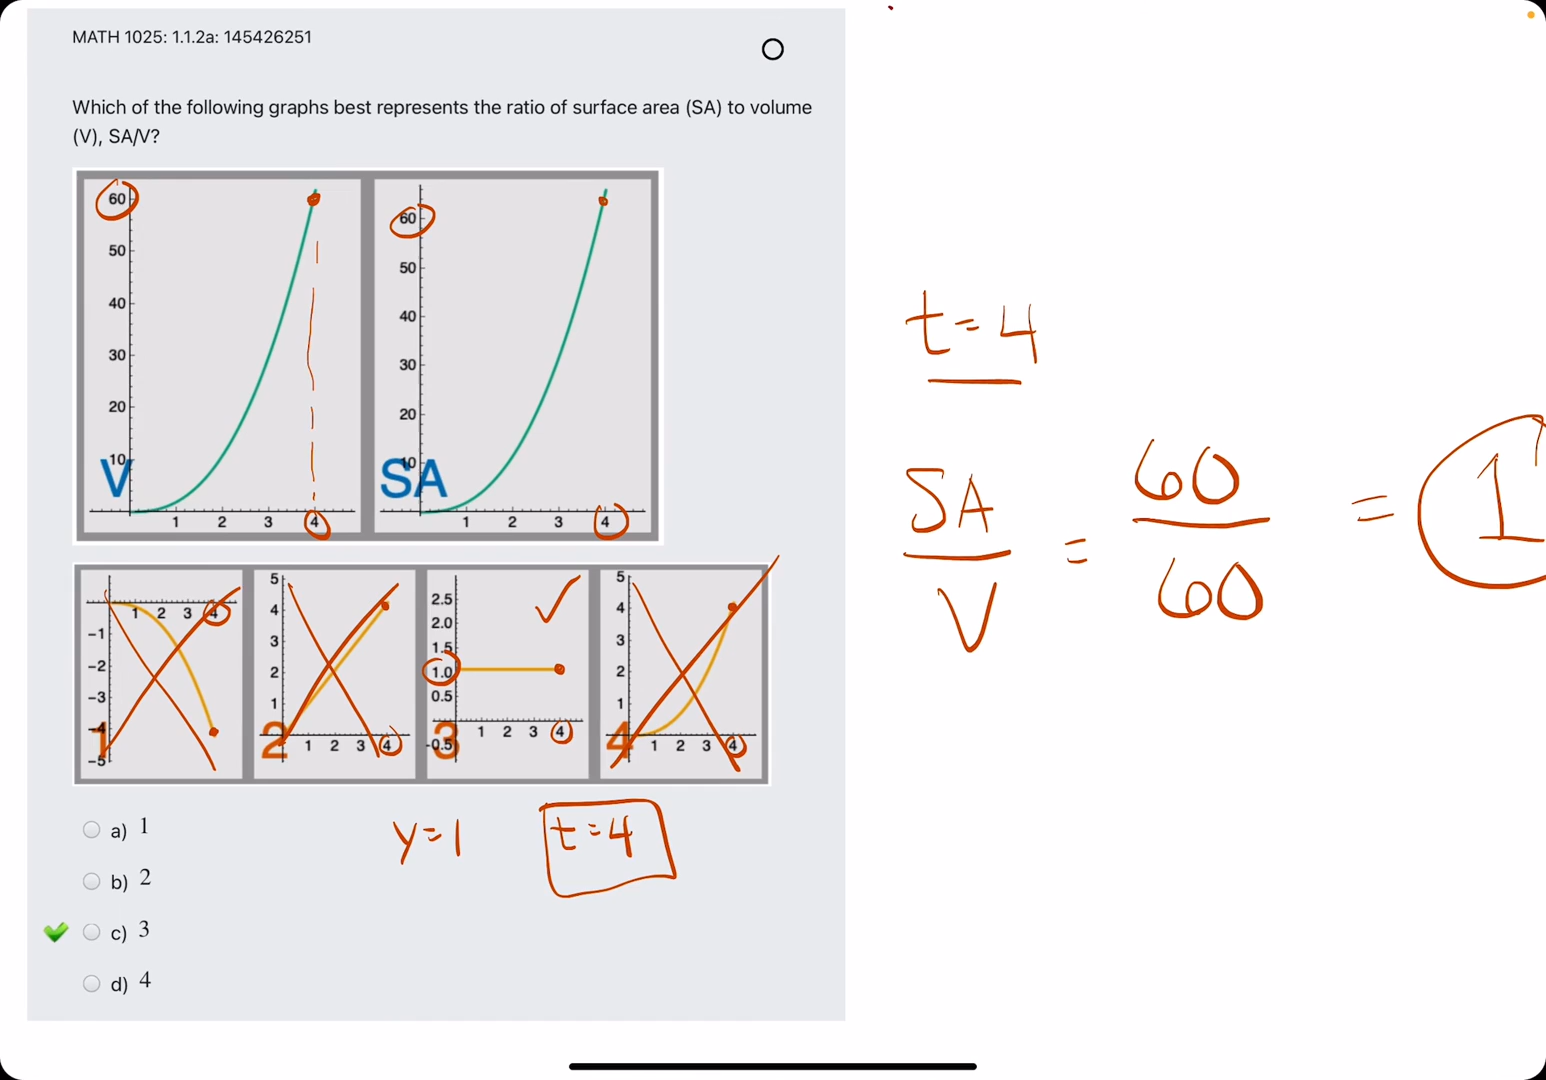 MATH 1025: 1.1.2a: 145426251
Which of the following graphs best represents the ratio of surface area (SA) to volume
(V), SA/V?
60
50
40
30
20
10
V
1 2 3 4
60
50
40
30
20
10
SA
1 2 3 4
1 2 3 4
-1
-2
-3
-4
-5
1
5
4
3
2
1
2
1 2 3 4
2.5
2.0
1.5
1.0
0.5
-0.5
3
1 2 3 4
5
4
3
2
1
4
1 2 3 4
a) 1
b) 2
c) 3
d) 4
y=1
t=4
t=4
SA/V = 60/60 = 1